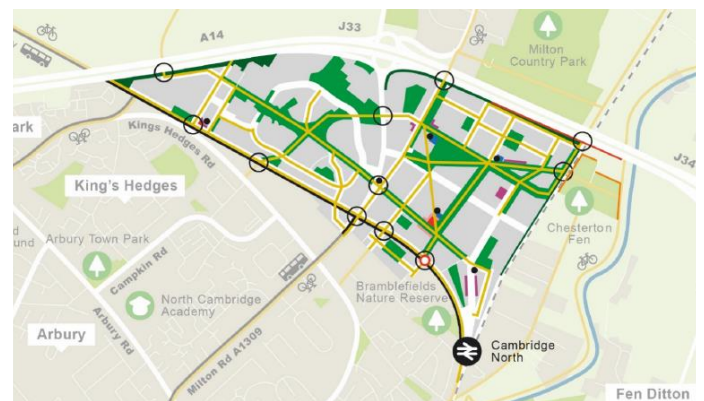 A14
J33
Milton
Country Park
Kings Hedges Rd
ark
King's Hedges
J34
Arbury Town Park
Campkin Rd
Chesterton
Fen
North Cambridge
Academy
Bramblefields
Nature Reserve
Arbury
Arbury Rd
Milton Rd A1309
Cambridge
North
Fen Ditton